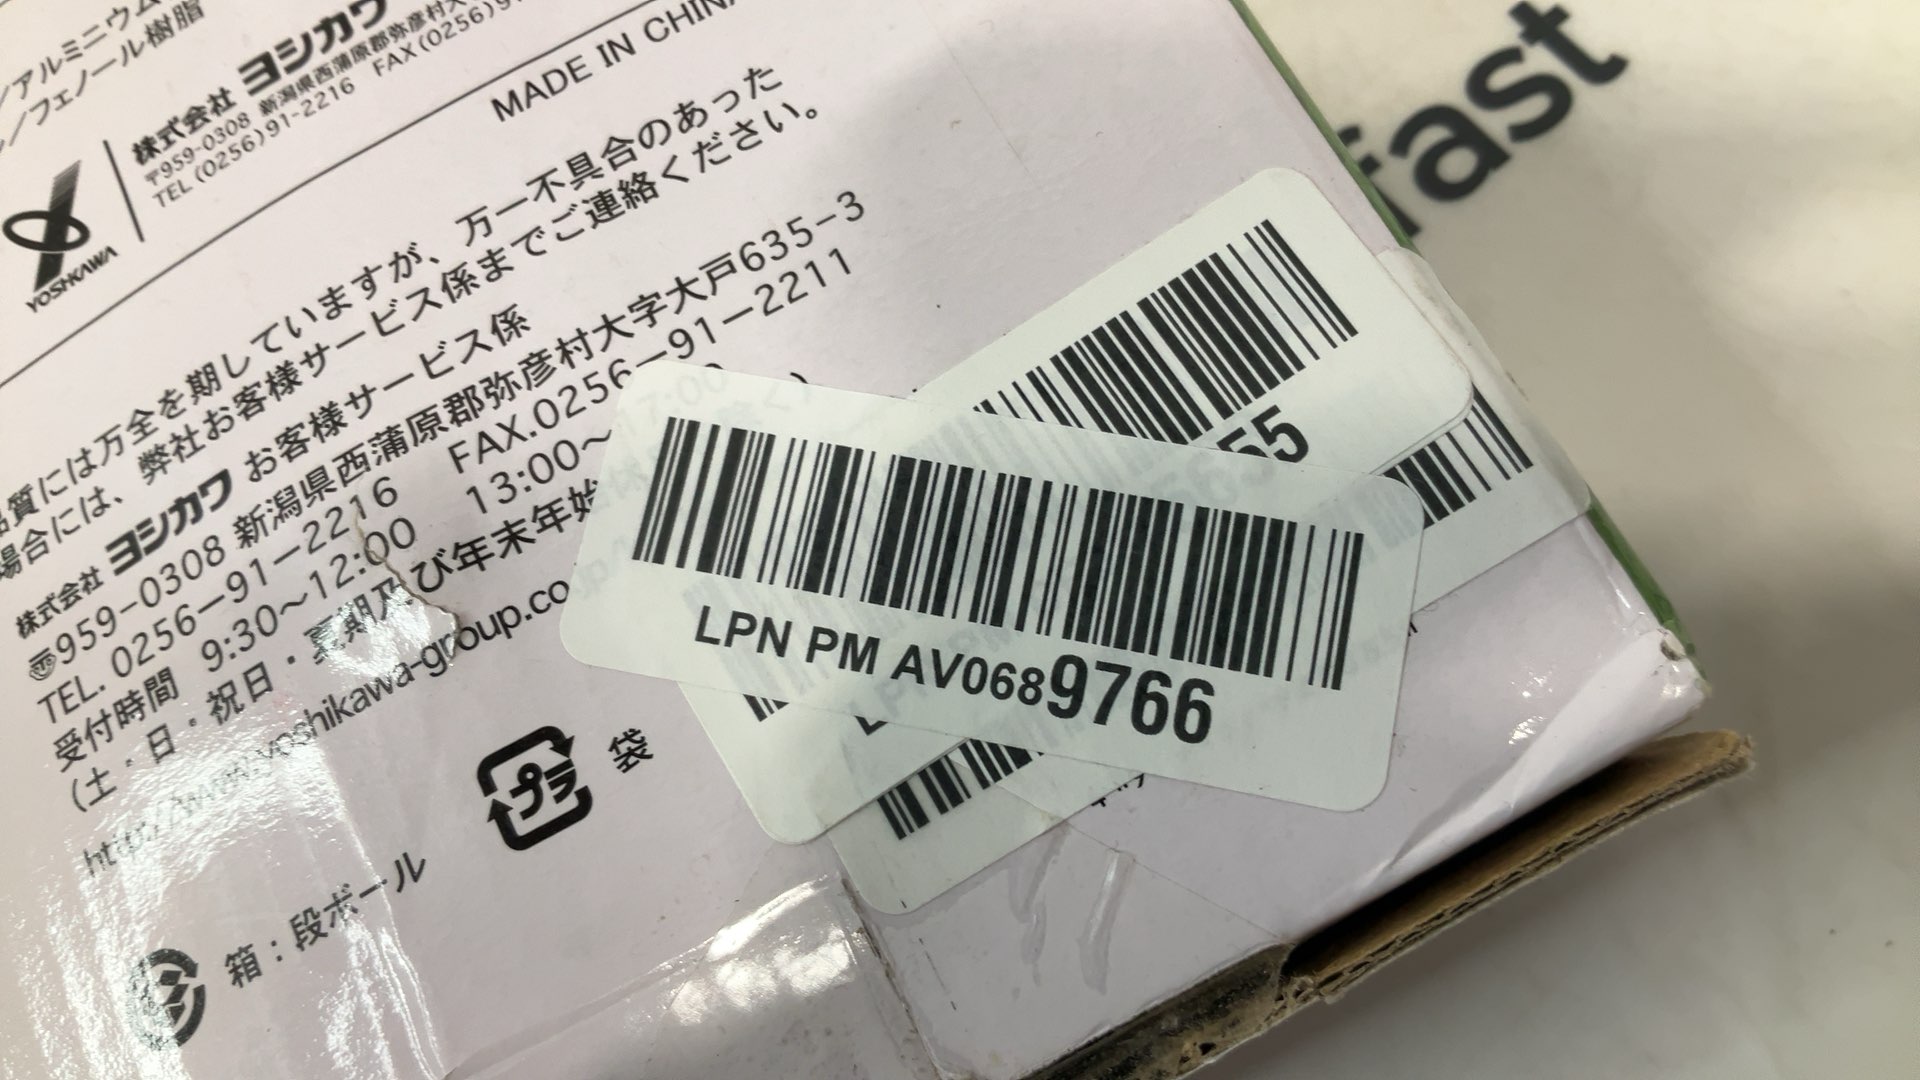 ／アルミニウム
／フェノール樹脂
YOSHIKAWA
株式会社 ヨシカワ
〒959-0308 新潟県西蒲原郡弥彦村大
TEL(0256)91-2216 FAX(0256)9
MADE IN CHINA
品質には万全を期していますが、万一不具合のあった
場合には、弊社お客様サービス係までご連絡ください。
株式会社 ヨシカワ お客様サービス係
〒959-0308 新潟県西蒲原郡弥彦村大字大戸635-3
TEL. 0256-91-2216 FAX.0256-91-2211
受付時間 9:30～12:00 13:00～17:00
(土・日・祝日・夏期及び年末年始
http://www.yoshikawa-group.co.jp
プラ
袋
箱：段ボール
55
LPN PM AV0689766
fast